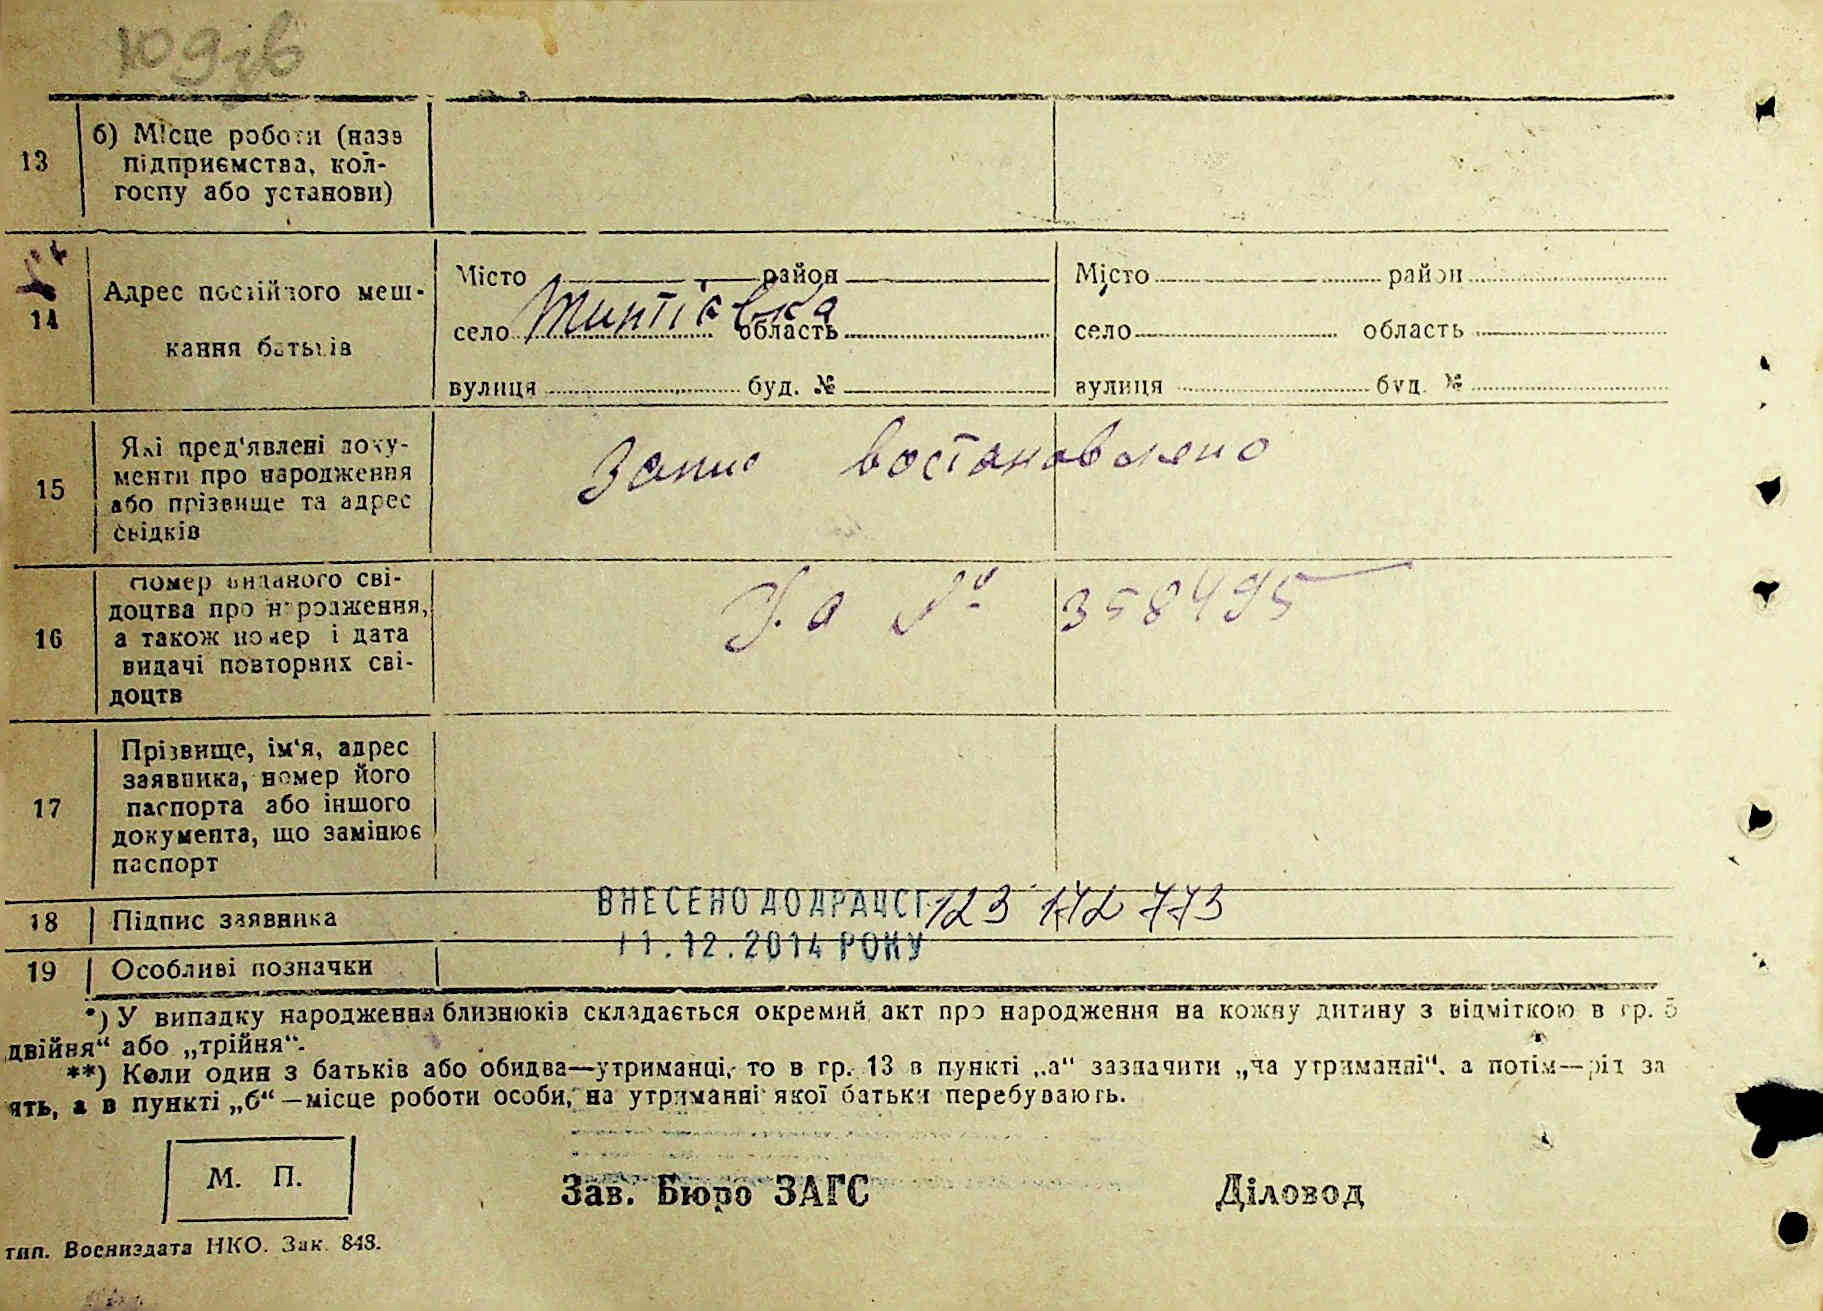 13
б) Місце роботи (назв
підприємства, кол-
госпу або установи)
14
Адрес постійного меш-
кання батьків
Місто район
село область
вулиця буд. №
Місто район
село область
вулиця буд. №
15
Які пред'явлені доку-
менти про народження
або прізвище та адрес
свідків
Запис востановлено
16
Номер виданого сві-
доцтва про народження,
а також номер і дата
видачі повторних сві-
доцтв
№ 358495
17
Прізвище, ім'я, адрес
заявника, номер його
паспорта або іншого
документа, що замінює
паспорт
18 Підпис заявника
ВНЕСЕНО ДО ДРАЦСГ 123 142 773
11.12.2014 РОКУ
19 Особливі позначки
*) У випадку народження близнюків складається окремий акт про народження на кожну дитину з відміткою в гр. 5
двійня“ або „трійня“.
**) Коли один з батьків або обидва—утриманці, то в гр. 13 в пункті „а“ зазначити „на утриманні“, а потім—рід за
ять, а в пункті „б“—місце роботи особи, на утриманні якої батьки перебувають.
М. П.
Зав. Бюро ЗАГС Діловод
тип. Воениздата НКО. Зак. 848.